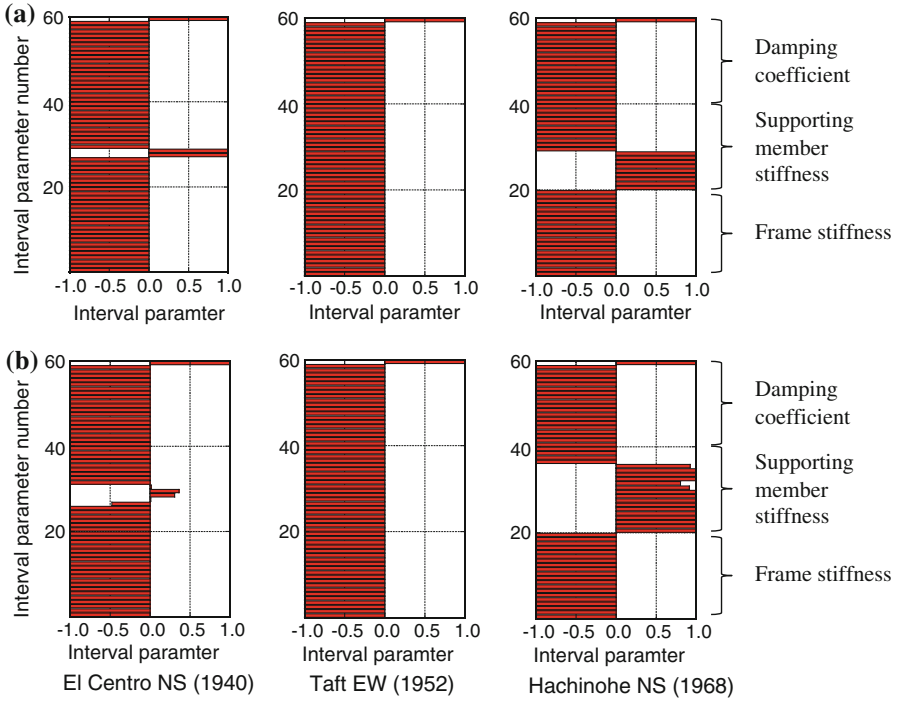 (a)
Interval parameter number
60
40
20
-1.0 -0.5 0.0 0.5 1.0
Interval paramter
60
40
20
-1.0 -0.5 0.0 0.5 1.0
Interval paramter
60
40
20
-1.0 -0.5 0.0 0.5 1.0
Interval paramter
Damping
coefficient
Supporting
member
stiffness
Frame stiffness
(b)
Interval parameter number
60
40
20
-1.0 -0.5 0.0 0.5 1.0
Interval paramter
El Centro NS (1940)
60
40
20
-1.0 -0.5 0.0 0.5 1.0
Interval paramter
Taft EW (1952)
60
40
20
-1.0 -0.5 0.0 0.5 1.0
Interval paramter
Hachinohe NS (1968)
Damping
coefficient
Supporting
member
stiffness
Frame stiffness